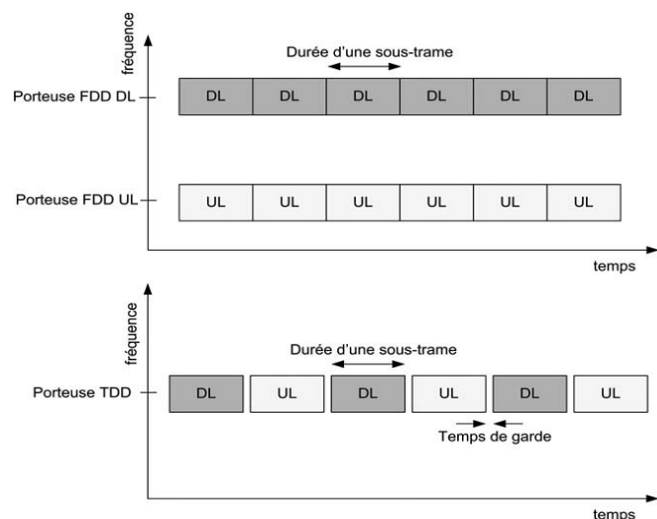 fréquence
Durée d'une sous-trame
Porteuse FDD DL
DL DL DL DL DL DL
Porteuse FDD UL
UL UL UL UL UL UL
temps
fréquence
Durée d'une sous-trame
Porteuse TDD
DL UL DL UL DL UL
Temps de garde
temps